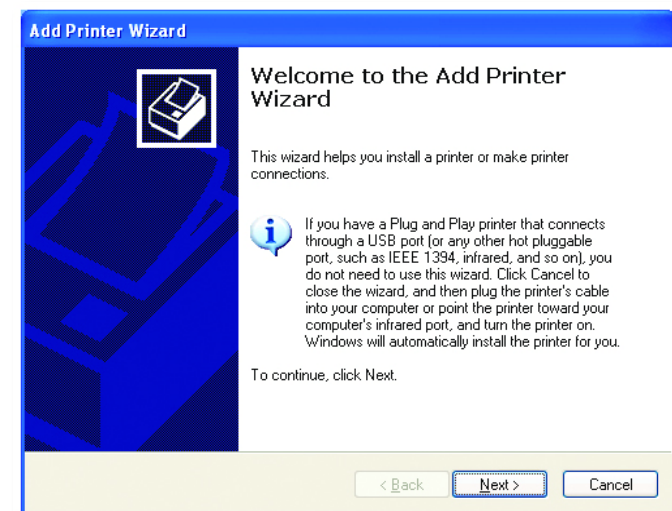 Add Printer Wizard
Welcome to the Add Printer
Wizard
This wizard helps you install a printer or make printer
connections.
If you have a Plug and Play printer that connects
through a USB port (or any other hot pluggable
port, such as IEEE 1394, infrared, and so on), you
do not need to use this wizard. Click Cancel to
close the wizard, and then plug the printer's cable
into your computer or point the printer toward your
computer's infrared port, and turn the printer on.
Windows will automatically install the printer for you.
To continue, click Next.
< Back Next > Cancel